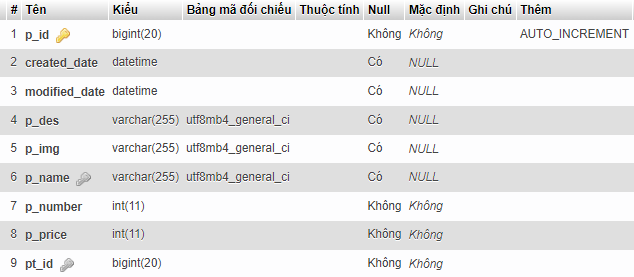 # Tên Kiểu Bảng mã đối chiếu Thuộc tính Null Mặc định Ghi chú Thêm
1 p_id bigint(20) Không Không AUTO_INCREMENT
2 created_date datetime Có NULL
3 modified_date datetime Có NULL
4 p_des varchar(255) utf8mb4_general_ci Có NULL
5 p_img varchar(255) utf8mb4_general_ci Có NULL
6 p_name varchar(255) utf8mb4_general_ci Có NULL
7 p_number int(11) Không Không
8 p_price int(11) Không Không
9 pt_id bigint(20) Không Không